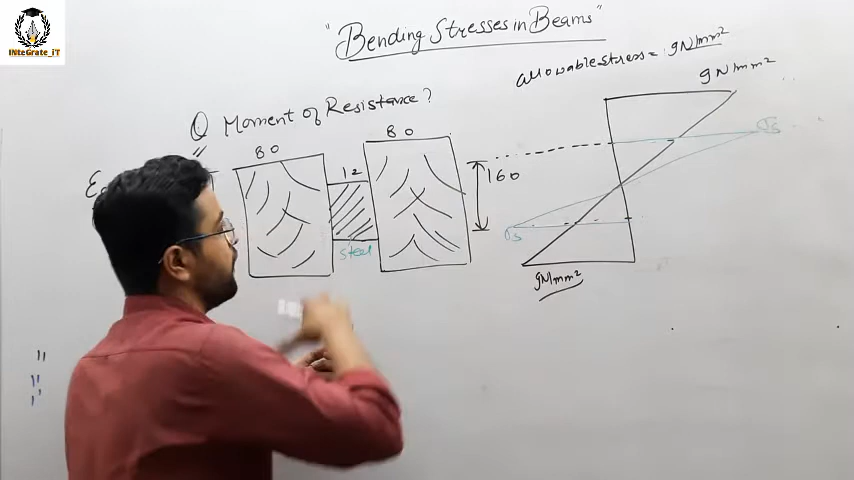 INteGrate_iT
"Bending Stresses in Beams"
allowable stress = 9N/mm²
9N/mm²
Q Moment of Resistance?
80
80
12
160
steel
σs
σs
9N/mm²